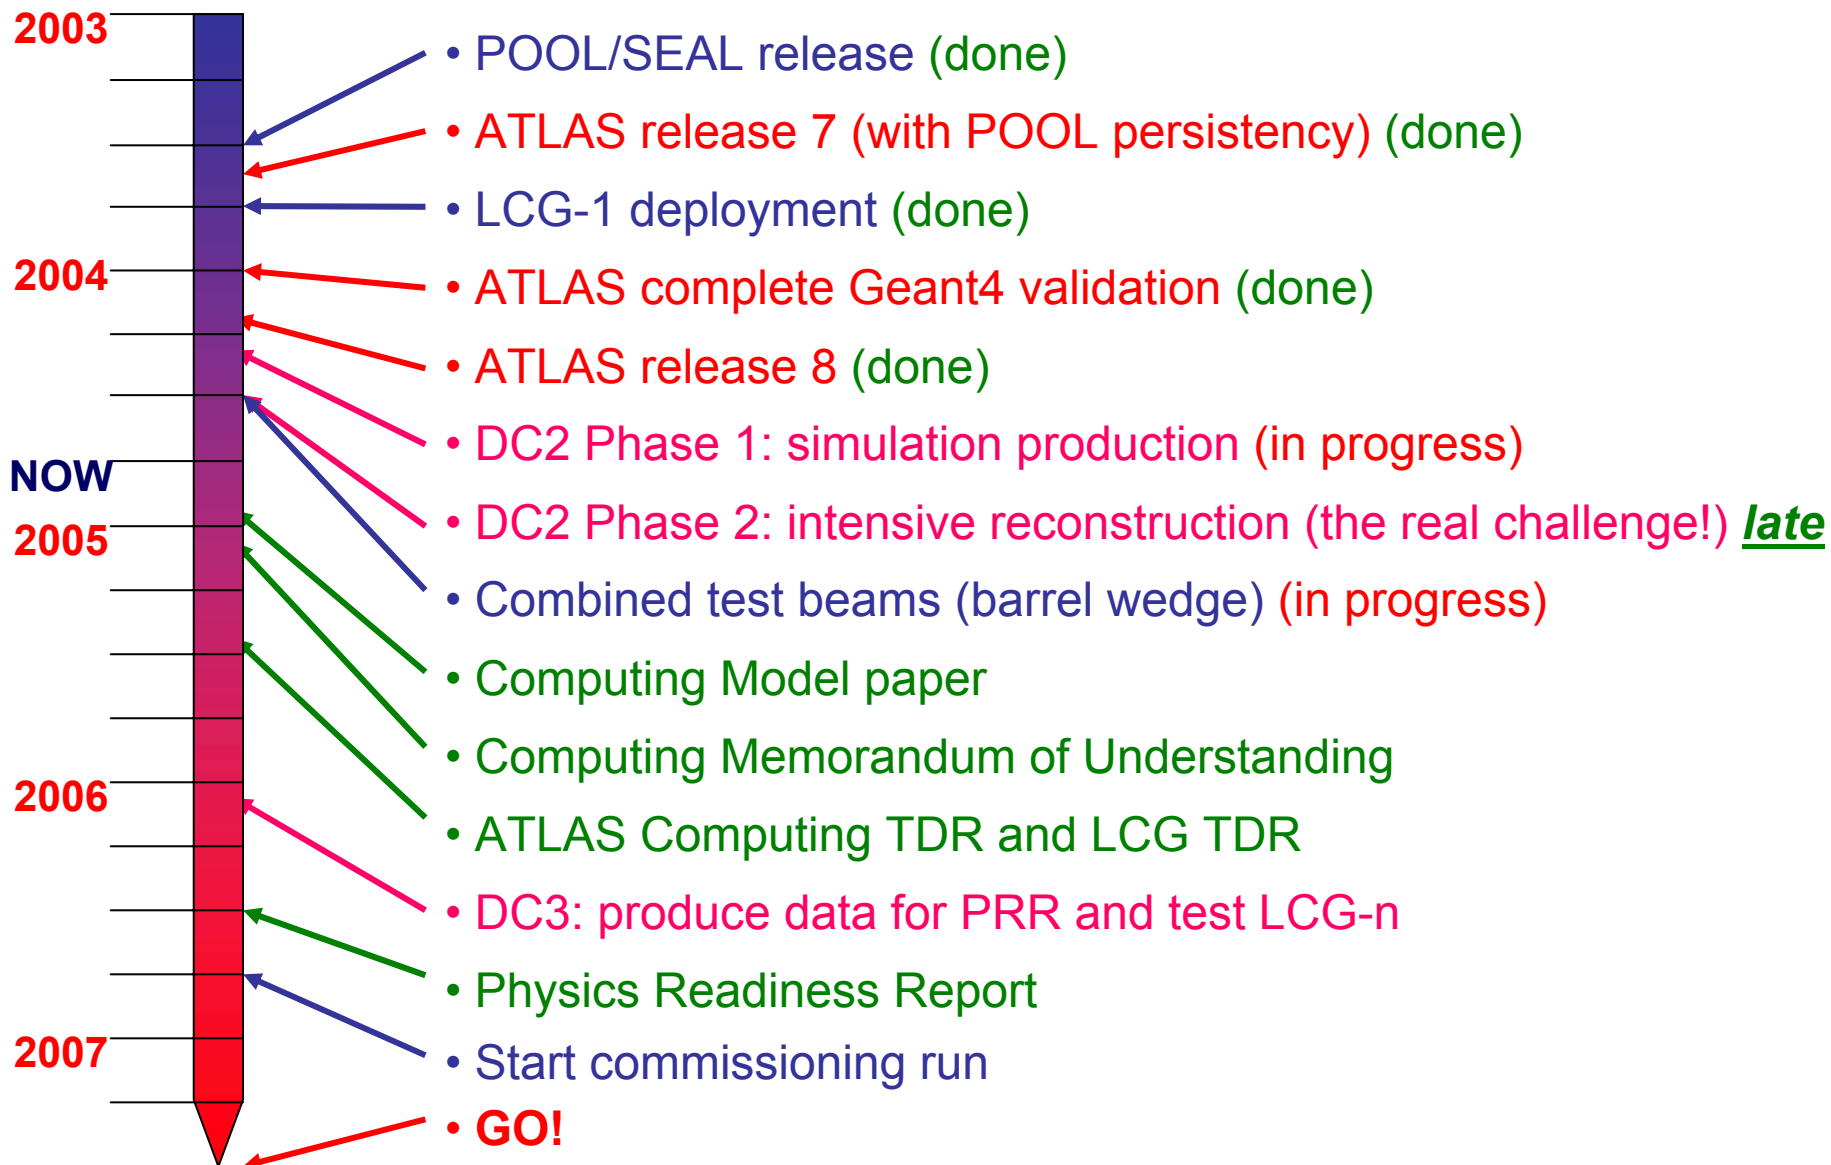 2003
• POOL/SEAL release (done)
• ATLAS release 7 (with POOL persistency) (done)
• LCG-1 deployment (done)
2004
• ATLAS complete Geant4 validation (done)
• ATLAS release 8 (done)
• DC2 Phase 1: simulation production (in progress)
NOW
• DC2 Phase 2: intensive reconstruction (the real challenge!) late
2005
• Combined test beams (barrel wedge) (in progress)
• Computing Model paper
• Computing Memorandum of Understanding
2006
• ATLAS Computing TDR and LCG TDR
• DC3: produce data for PRR and test LCG-n
• Physics Readiness Report
2007
• Start commissioning run
• GO!